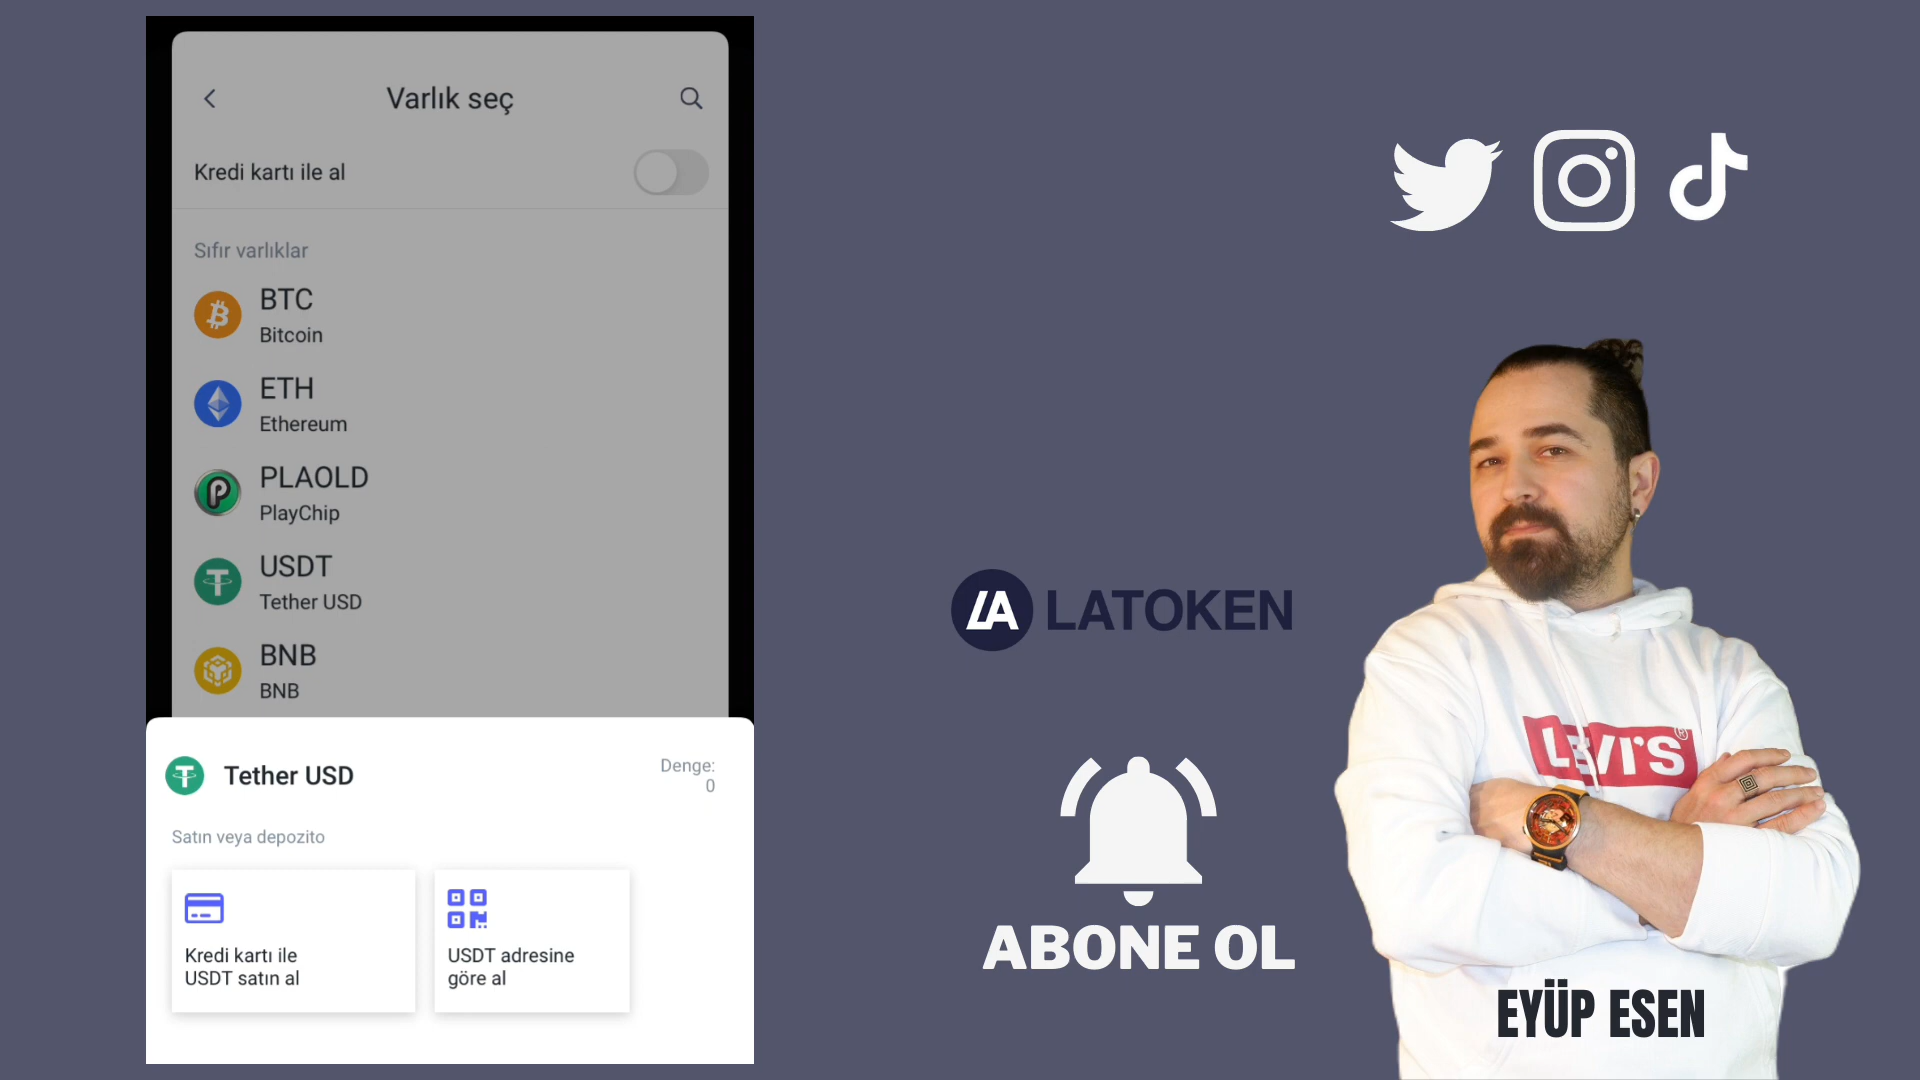 Varlık seç
Kredi kartı ile al
Sıfır varlıklar
BTC
Bitcoin
ETH
Ethereum
PLAOLD
PlayChip
USDT
Tether USD
BNB
BNB
Tether USD
Denge:
0
Satın veya depozito
Kredi kartı ile
USDT satın al
USDT adresine
göre al
LA LATOKEN
ABONE OL
LEVI'S®
EYÜP ESEN